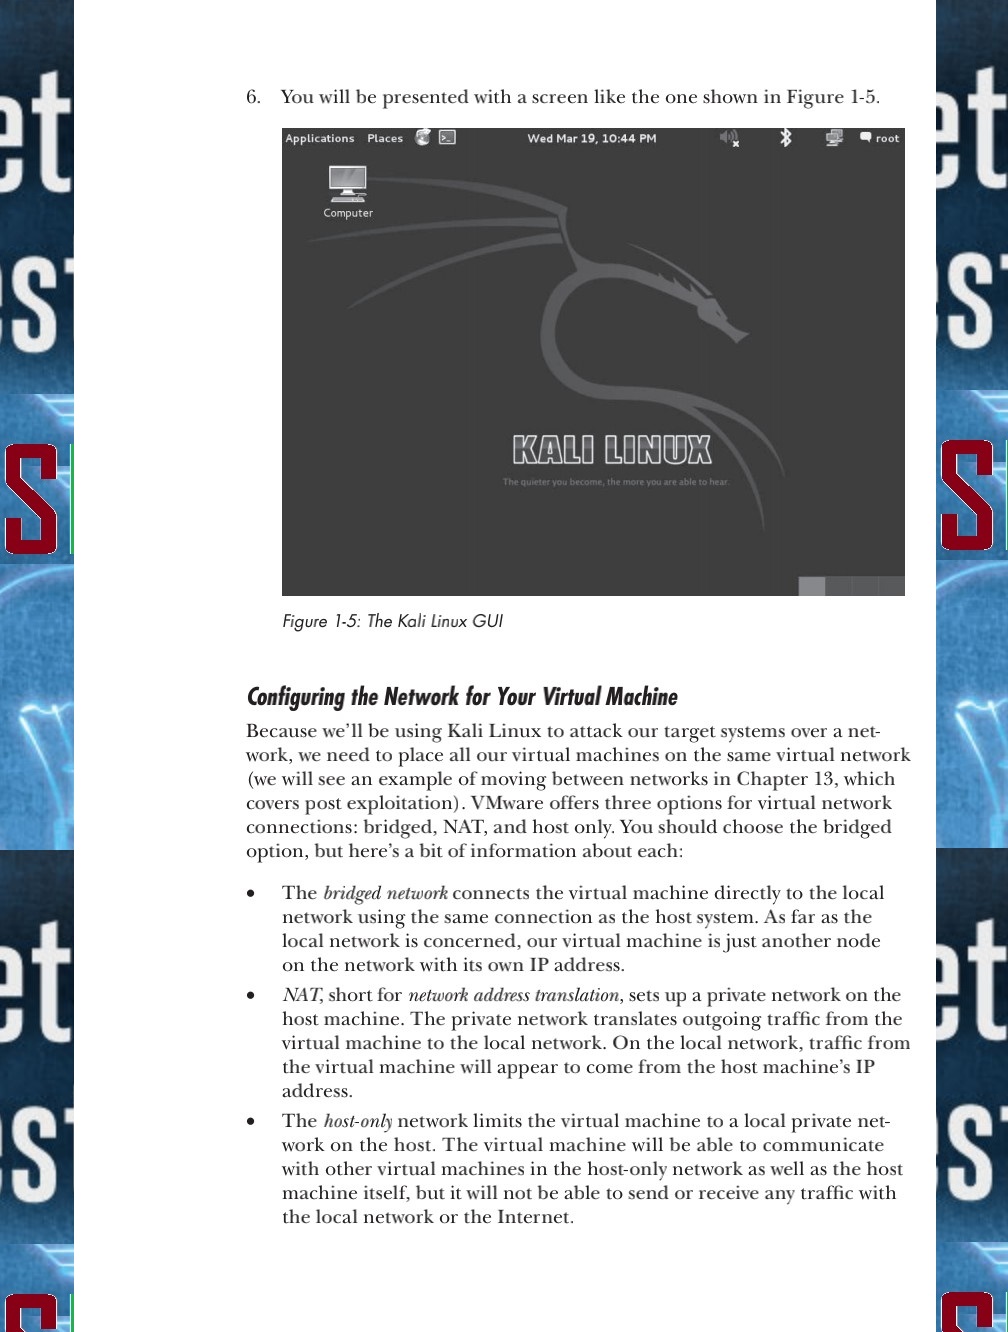 6. You will be presented with a screen like the one shown in Figure 1-5.
Applications Places Wed Mar 19, 10:44 PM root
Computer
KALI LINUX
The quieter you become, the more you are able to hear.
Figure 1-5: The Kali Linux GUI
Configuring the Network for Your Virtual Machine
Because we’ll be using Kali Linux to attack our target systems over a net-
work, we need to place all our virtual machines on the same virtual network
(we will see an example of moving between networks in Chapter 13, which
covers post exploitation). VMware offers three options for virtual network
connections: bridged, NAT, and host only. You should choose the bridged
option, but here’s a bit of information about each:
• The bridged network connects the virtual machine directly to the local
network using the same connection as the host system. As far as the
local network is concerned, our virtual machine is just another node
on the network with its own IP address.
• NAT, short for network address translation, sets up a private network on the
host machine. The private network translates outgoing traffic from the
virtual machine to the local network. On the local network, traffic from
the virtual machine will appear to come from the host machine’s IP
address.
• The host-only network limits the virtual machine to a local private net-
work on the host. The virtual machine will be able to communicate
with other virtual machines in the host-only network as well as the host
machine itself, but it will not be able to send or receive any traffic with
the local network or the Internet.